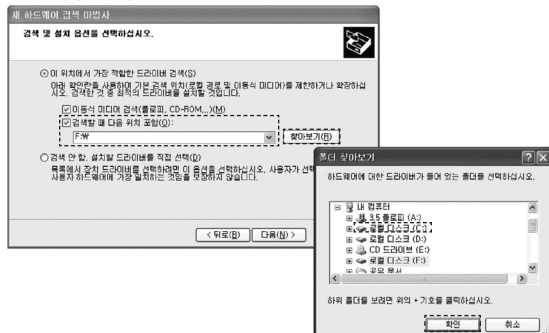 새 하드웨어 검색 마법사
검색 및 설치 옵션을 선택하십시오.
이 위치에서 가장 적합한 드라이버 검색(S)
아래 확인란을 사용하여 기본 검색 위치(로컬 경로 및 이동식 미디어)를 제한하거나 확장하십
시오. 검색한 것 중 최적의 드라이버를 설치할 것입니다.
이동식 미디어 검색(플로피, CD-ROM...)(M)
검색할 때 다음 위치 포함(O):
F:₩
찾아보기(R)
검색 안 함. 설치할 드라이버를 직접 선택(D)
목록에서 장치 드라이버를 선택하려면 이 옵션을 선택하십시오. 사용자가 선택
사용자 하드웨어에 가장 일치하는 것임을 보장하지 않습니다.
< 뒤로(B)
다음(N) >
폴더 찾아보기
하드웨어에 대한 드라이버가 들어 있는 폴더를 선택하십시오.
내 컴퓨터
3.5 플로피 (A:)
로컬 디스크 (C:)
로컬 디스크 (D:)
CD 드라이브 (E:)
로컬 디스크 (F:)
공유 문서
하위 폴더를 보려면 위의 + 기호를 클릭하십시오.
확인
취소